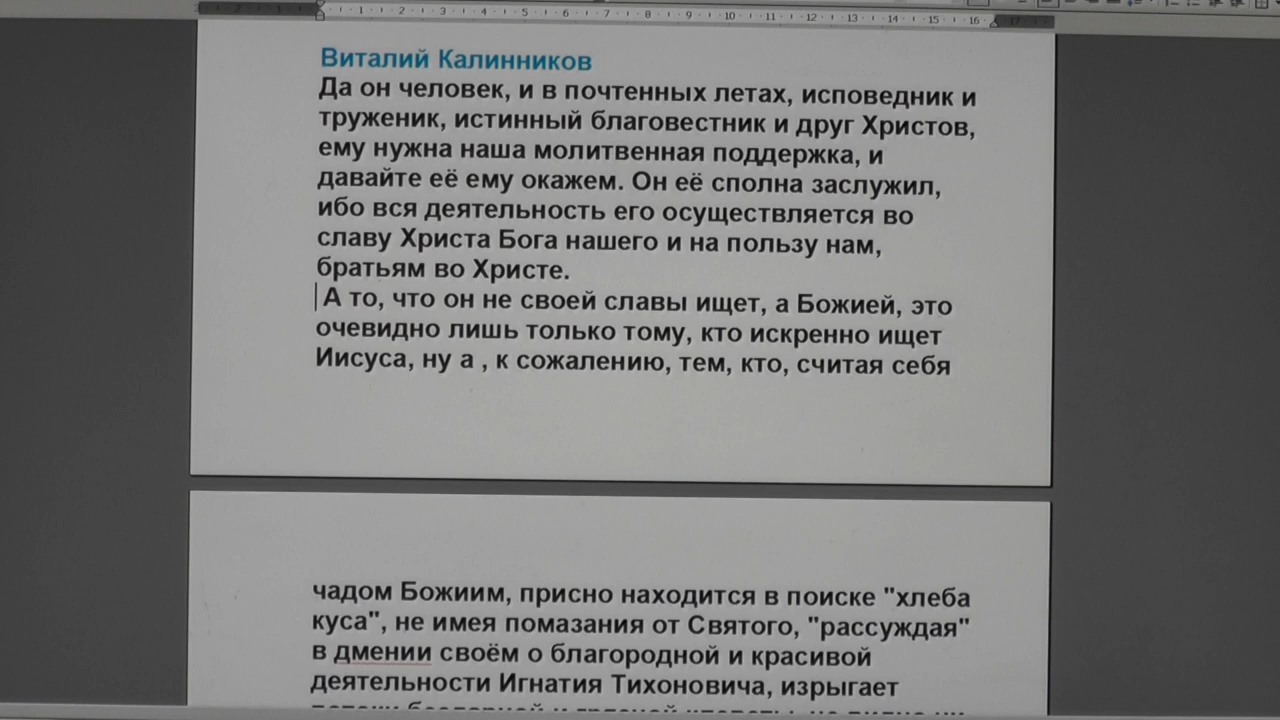 Виталий Калинников
Да он человек, и в почтенных летах, исповедник и
труженик, истинный благовестник и друг Христов,
ему нужна наша молитвенная поддержка, и
давайте её ему окажем. Он её сполна заслужил,
ибо вся деятельность его осуществляется во
славу Христа Бога нашего и на пользу нам,
братьям во Христе.
А то, что он не своей славы ищет, а Божией, это
очевидно лишь только тому, кто искренно ищет
Иисуса, ну а , к сожалению, тем, кто, считая себя
чадом Божиим, присно находится в поиске "хлеба
куса", не имея помазания от Святого, "рассуждая"
в дмении своём о благородной и красивой
деятельности Игнатия Тихоновича, изрыгает